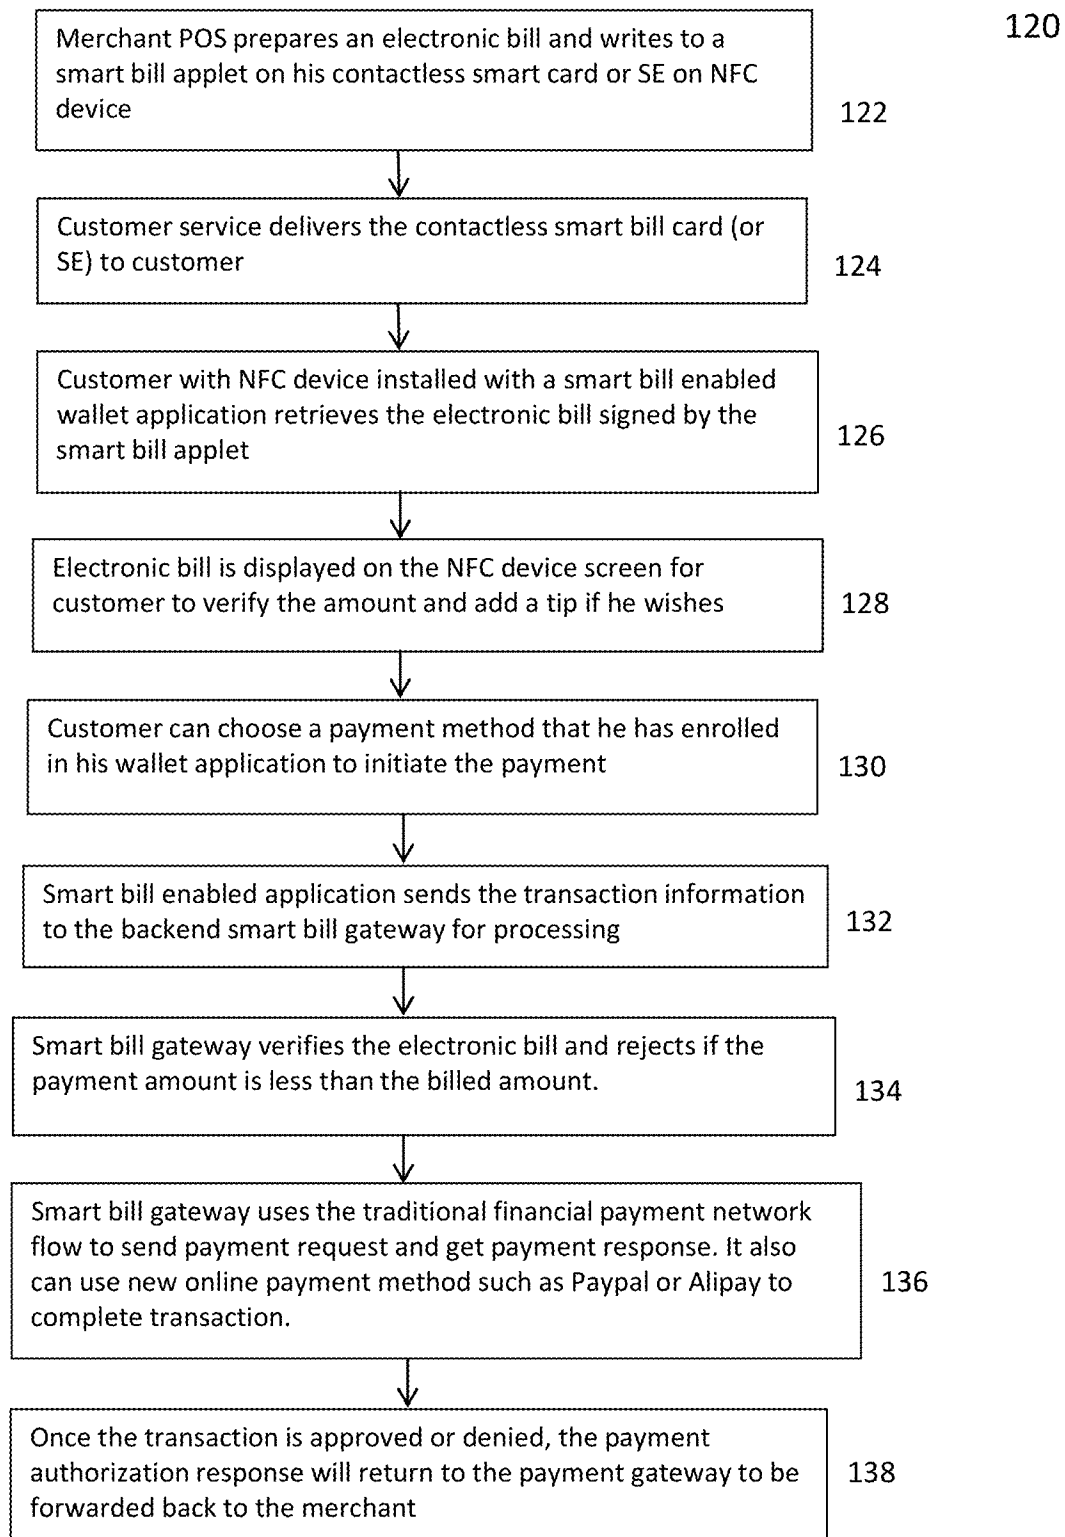 120
Merchant POS prepares an electronic bill and writes to a
smart bill applet on his contactless smart card or SE on NFC
device
122
Customer service delivers the contactless smart bill card (or
SE) to customer
124
Customer with NFC device installed with a smart bill enabled
wallet application retrieves the electronic bill signed by the
smart bill applet
126
Electronic bill is displayed on the NFC device screen for
customer to verify the amount and add a tip if he wishes
128
Customer can choose a payment method that he has enrolled
in his wallet application to initiate the payment
130
Smart bill enabled application sends the transaction information
to the backend smart bill gateway for processing
132
Smart bill gateway verifies the electronic bill and rejects if the
payment amount is less than the billed amount.
134
Smart bill gateway uses the traditional financial payment network
flow to send payment request and get payment response. It also
can use new online payment method such as Paypal or Alipay to
complete transaction.
136
Once the transaction is approved or denied, the payment
authorization response will return to the payment gateway to be
forwarded back to the merchant
138